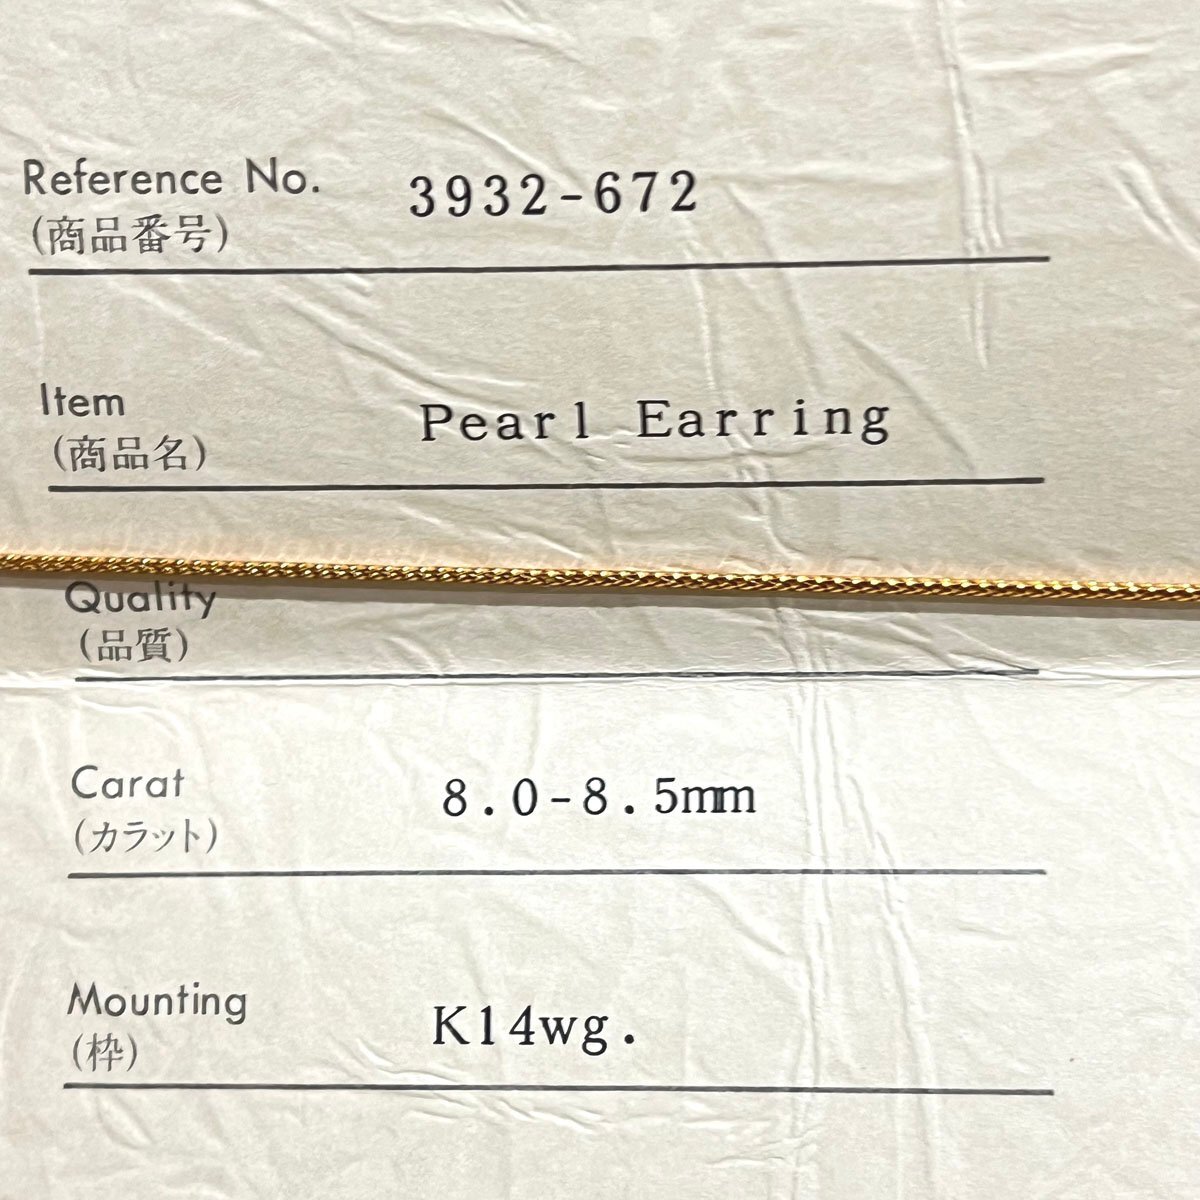 Reference No. 3932-672
(商品番号)
Item Pearl Earring
(商品名)
Quality
(品質)
Carat 8.0-8.5mm
(カラット)
Mounting K14wg.
(枠)